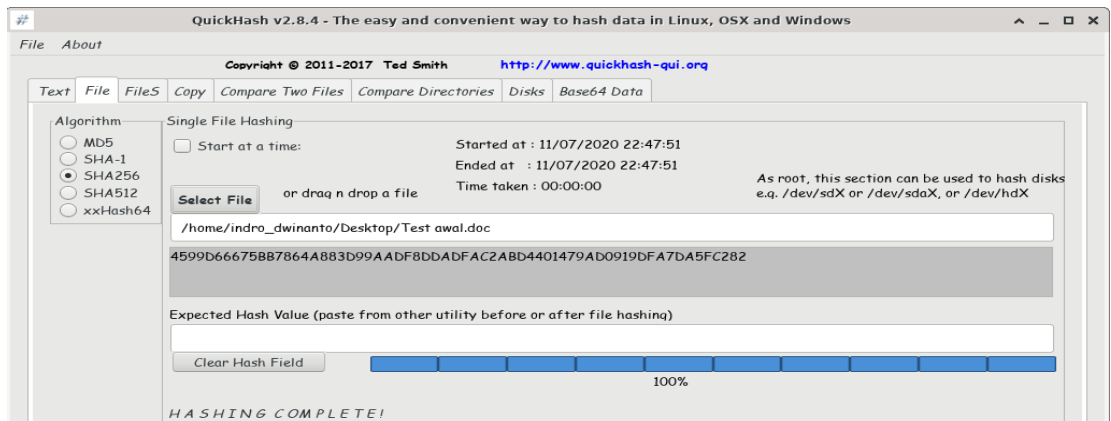 QuickHash v2.8.4 - The easy and convenient way to hash data in Linux, OSX and Windows
File About
Copyright © 2011-2017 Ted Smith http://www.quickhash-gui.org
Text File FileS Copy Compare Two Files Compare Directories Disks Base64 Data
Algorithm
MD5
SHA-1
SHA256
SHA512
xxHash64
Single File Hashing
Start at a time:
Started at : 11/07/2020 22:47:51
Ended at : 11/07/2020 22:47:51
Time taken : 00:00:00
Select File or drag n drop a file
As root, this section can be used to hash disks
e.g. /dev/sdX or /dev/sdaX, or /dev/hdX
/home/indro_dwinanto/Desktop/Test awal.doc
4599D66675BB7864A883D99AADF8DDADFAC2ABD4401479AD0919DFA7DA5FC282
Expected Hash Value (paste from other utility before or after file hashing)
Clear Hash Field
100%
HASHING COMPLETE!